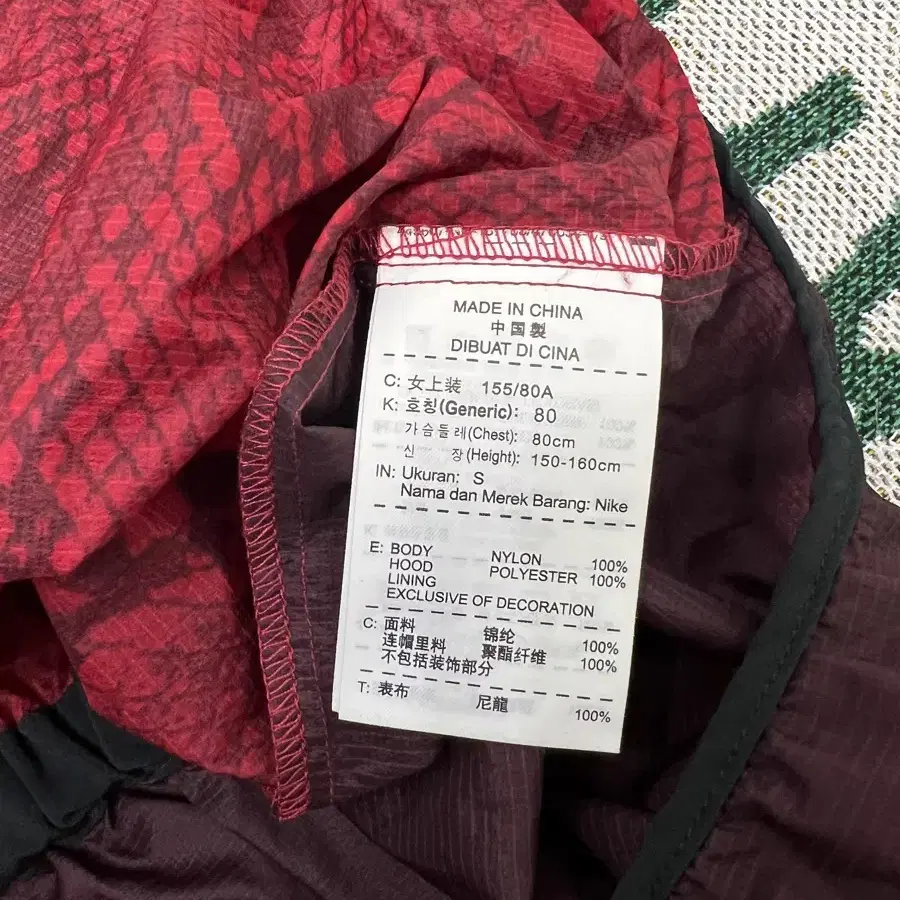 MADE IN CHINA
中国製
DIBUAT DI CINA
C: 女上装 155/80A
K: 호칭(Generic): 80
가슴둘레(Chest): 80cm
신 장(Height): 150-160cm
IN: Ukuran: S
Nama dan Merek Barang: Nike
E: BODY NYLON 100%
HOOD POLYESTER 100%
LINING
EXCLUSIVE OF DECORATION
C: 面料 锦纶 100%
连帽里料 聚酯纤维 100%
不包括装饰部分
T: 表布 尼龍 100%